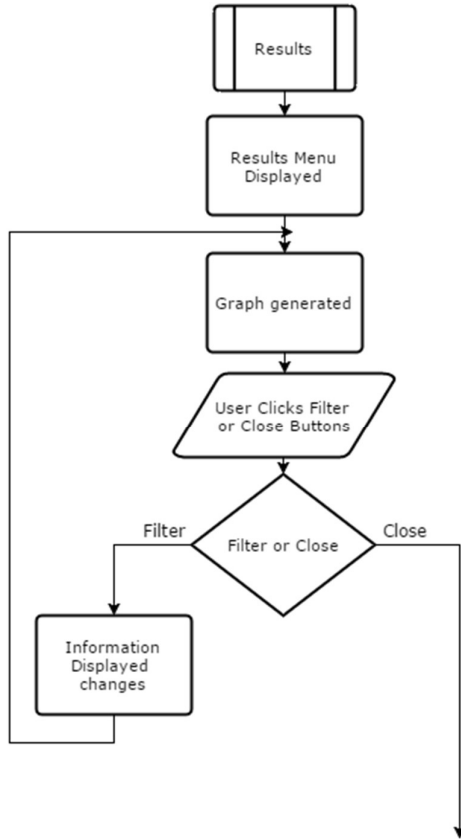 Results
Results Menu
Displayed
Graph generated
User Clicks Filter
or Close Buttons
Filter
Filter or Close
Close
Information
Displayed
changes